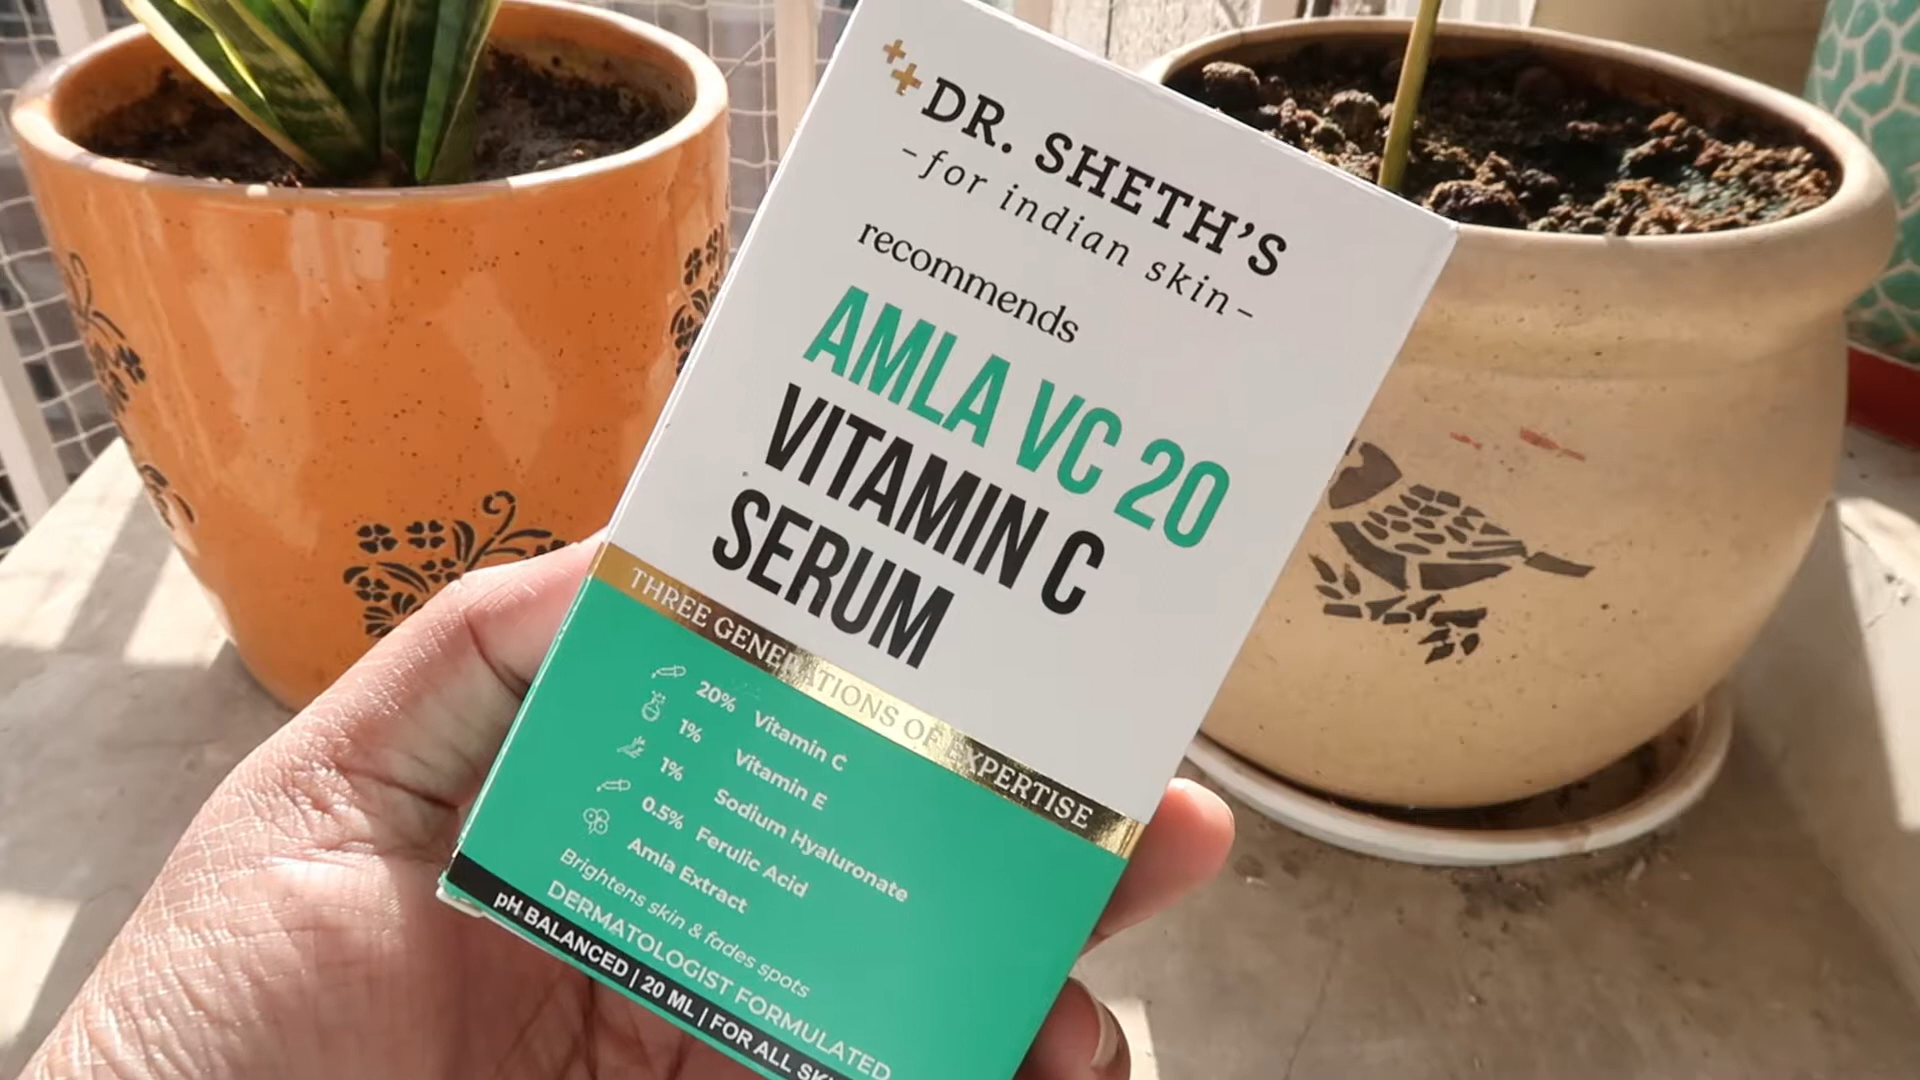 DR. SHETH'S
-for indian skin-
recommends
AMLA VC 20
VITAMIN C
SERUM
THREE GENERATIONS OF EXPERTISE
20% Vitamin C
1% Vitamin E
1% Sodium Hyaluronate
0.5% Ferulic Acid
Amla Extract
Brightens skin & fades spots
DERMATOLOGIST FORMULATED
pH BALANCED | 20 ML | FOR ALL